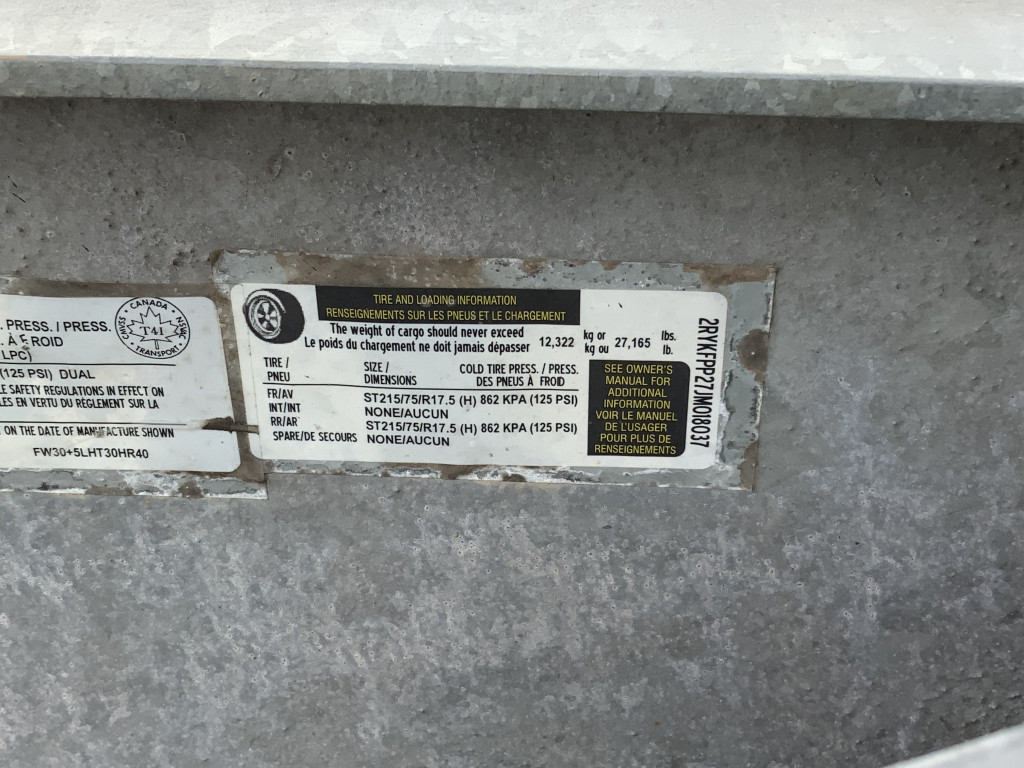 . PRESS. / PRESS.
. À FROID
LPC)
(125 PSI) DUAL
LE SAFETY REGULATIONS IN EFFECT ON
LES EN VERTU DU RÈGLEMENT SUR LA
ON THE DATE OF MANUFACTURE SHOWN
FW30+5LHT30HR40
CANADA
T41
TRANSPORT
TIRE AND LOADING INFORMATION
RENSEIGNEMENTS SUR LES PNEUS ET LE CHARGEMENT
The weight of cargo should never exceed
Le poids du chargement ne doit jamais dépasser 12,322 kg or kg ou 27,165 lbs. lb.
TIRE / PNEU SIZE / DIMENSIONS COLD TIRE PRESS. / PRESS. DES PNEUS À FROID
FR/AV ST215/75/R17.5 (H) 862 KPA (125 PSI)
INT/INT NONE/AUCUN
RR/AR ST215/75/R17.5 (H) 862 KPA (125 PSI)
SPARE/DE SECOURS NONE/AUCUN
SEE OWNER'S
MANUAL FOR
ADDITIONAL
INFORMATION
VOIR LE MANUEL
DE L'USAGER
POUR PLUS DE
RENSEIGNEMENTS